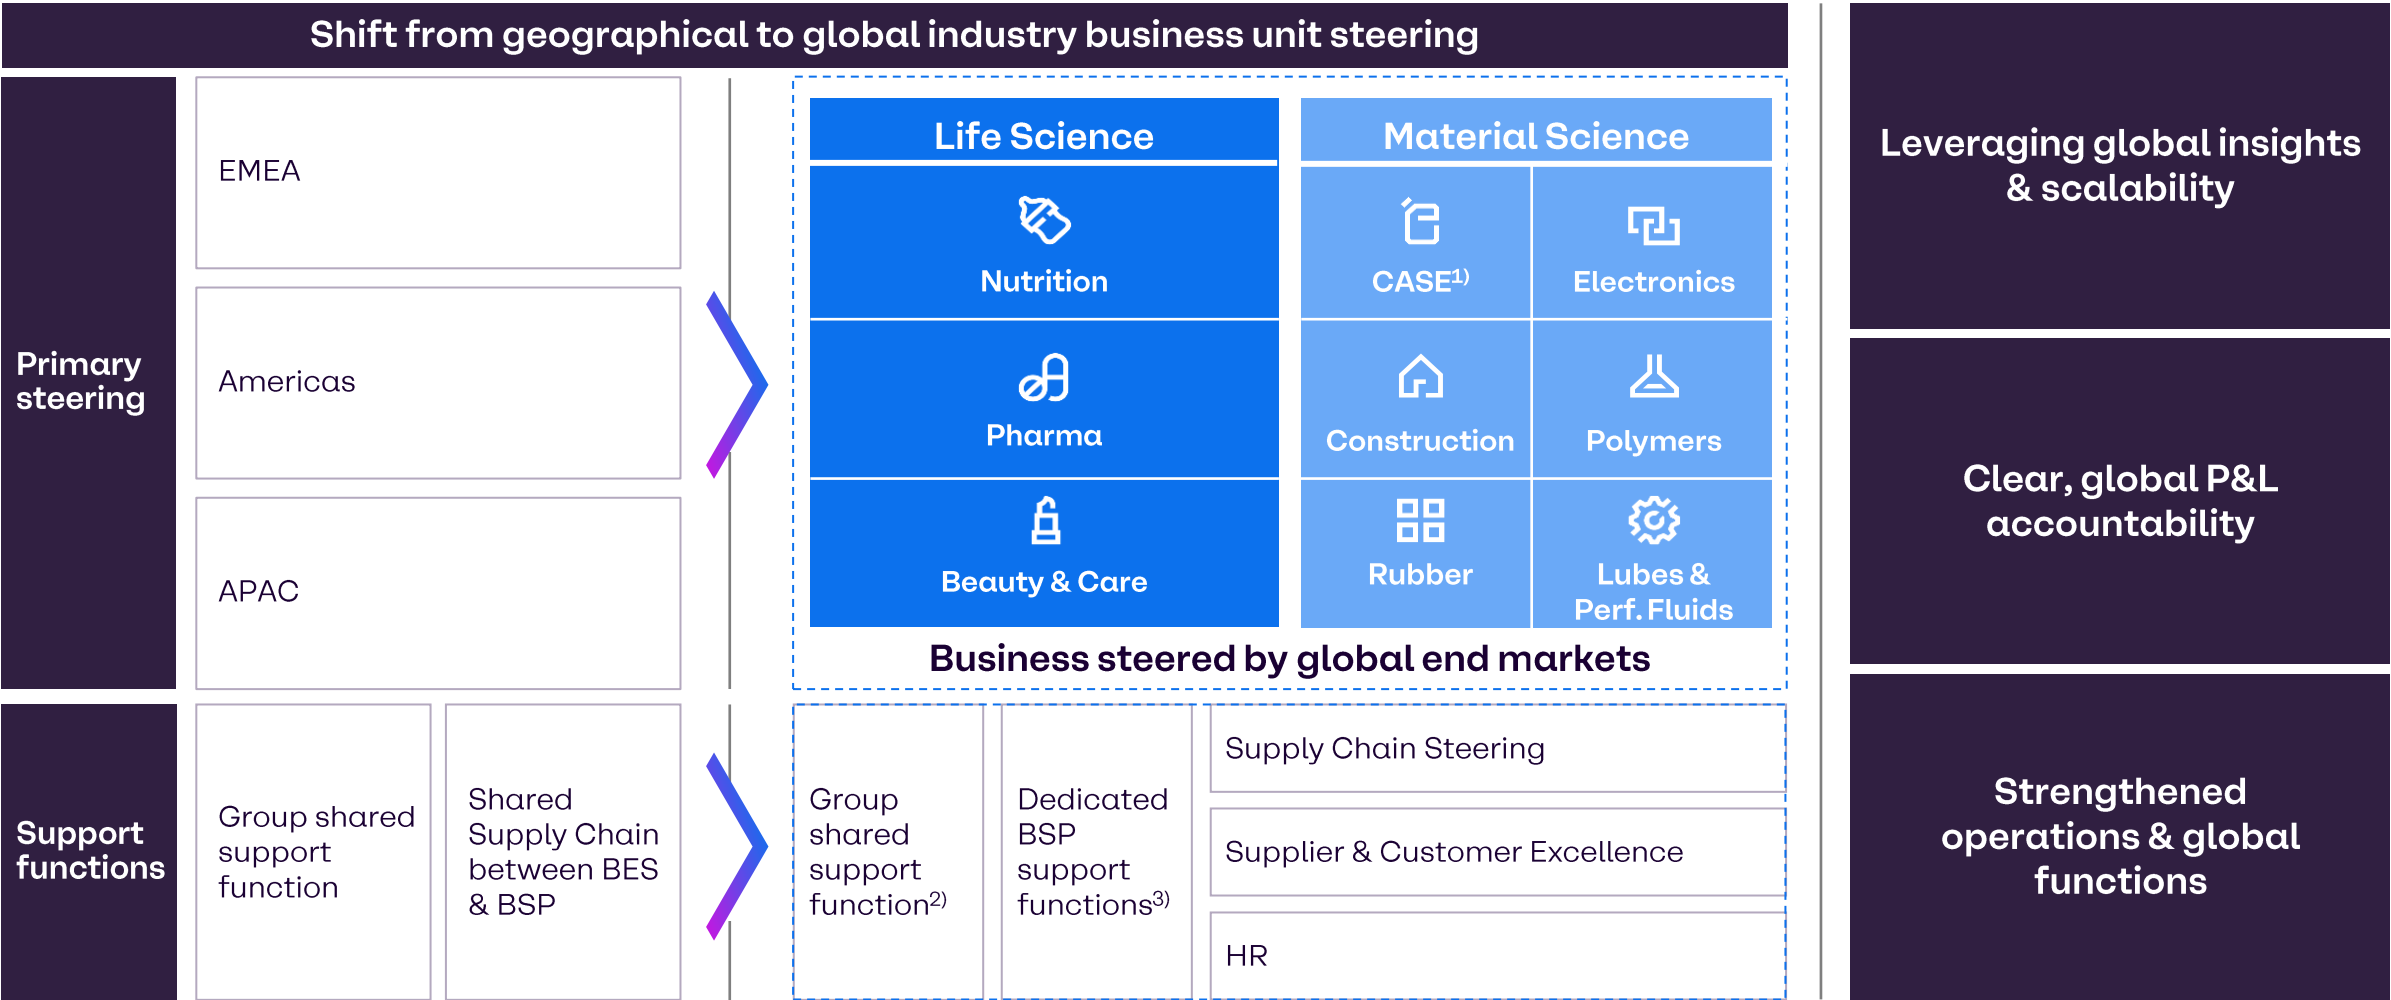 Shift from geographical to global industry business unit steering
Primary
steering
EMEA
Americas
APAC
Life Science
Nutrition
Pharma
Beauty & Care
Material Science
CASE1)
Electronics
Construction
Polymers
Rubber
Lubes &
Perf. Fluids
Business steered by global end markets
Support
functions
Group shared
support
function
Shared
Supply Chain
between BES
& BSP
Group
shared
support
function2)
Dedicated
BSP
support
functions3)
Supply Chain Steering
Supplier & Customer Excellence
HR
Leveraging global insights
& scalability
Clear, global P&L
accountability
Strengthened
operations & global
functions